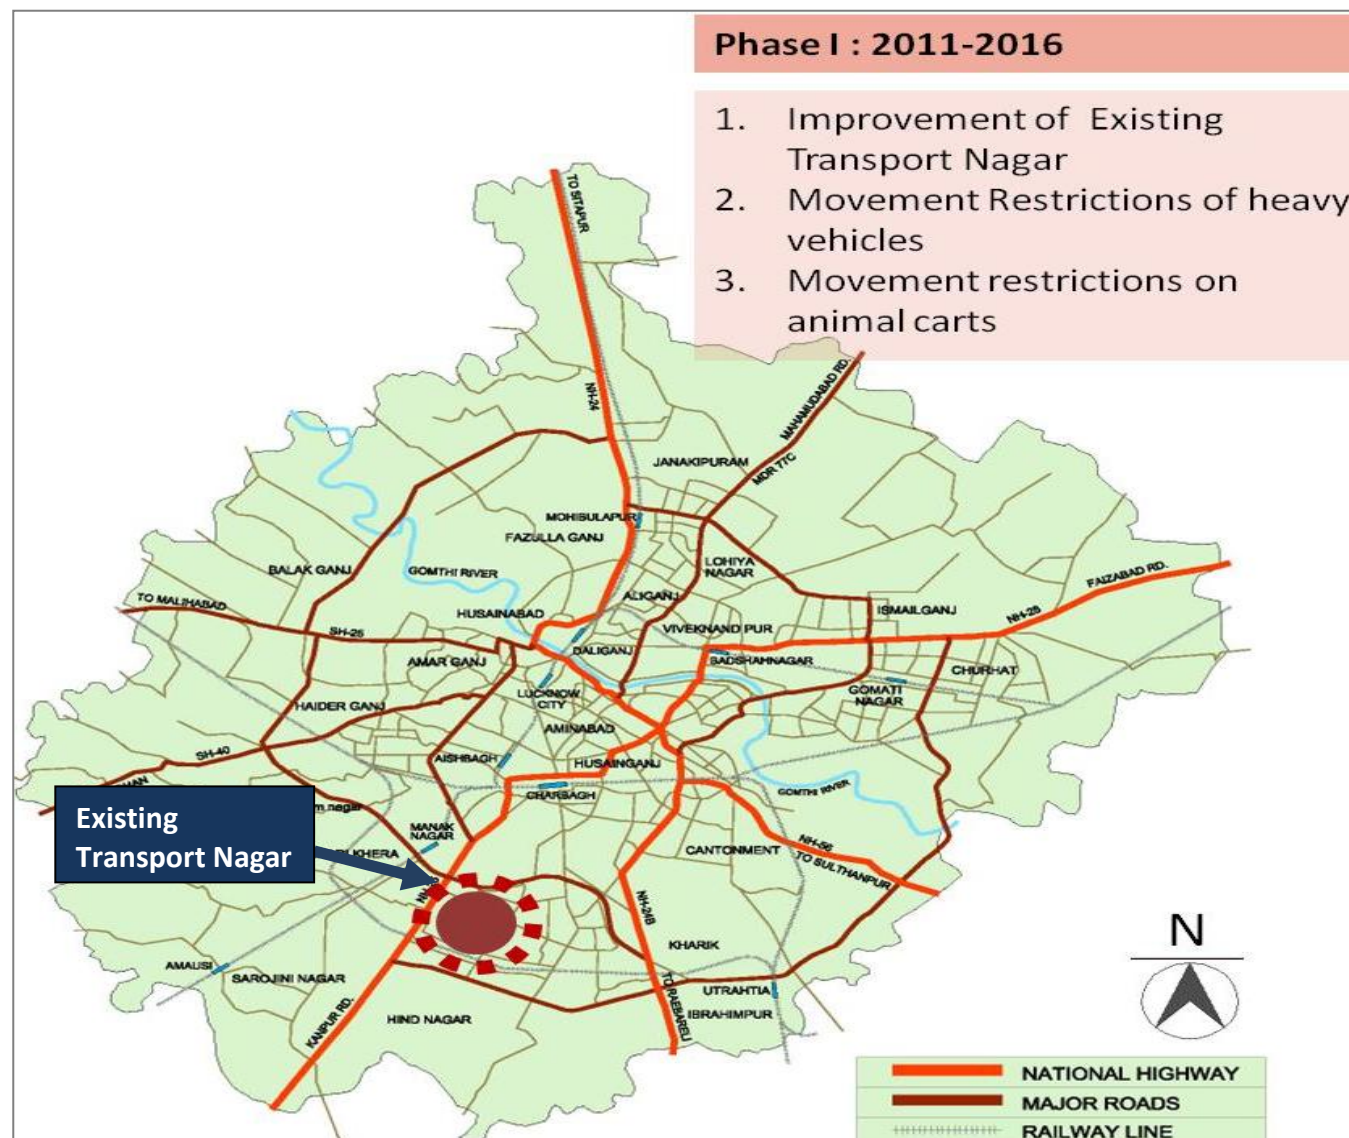 Phase I : 2011-2016
1. Improvement of Existing
Transport Nagar
2. Movement Restrictions of heavy
vehicles
3. Movement restrictions on
animal carts
TO SITAPUR
NH-24
MAHAMUDABAD RD.
MDR 77C
JANAKIPURAM
MOHIBULAPUR
FAZULLA GANJ
LOHIYA
NAGAR
BALAK GANJ
GOMTHI RIVER
FAIZABAD RD.
NH-28
TO MALIHABAD
HUSAINABAD
ALIGANJ
ISMAILGANJ
SH-25
VIVEKNAND PUR
DALIGANJ
AMAR GANJ
BADSHAHNAGAR
CHURHAT
LUCKNOW
CITY
GOMATI
NAGAR
HAIDER GANJ
AMINABAD
SH-40
AISHBAGH
HUSAINGANJ
CHARBAGH
GOMTHI RIVER
Existing
Transport Nagar
MANAK
NAGAR
CANTONMENT
NH-56
TO SULTHANPUR
NH-24B
KHARIK
AMAUSI
SAROJINI NAGAR
UTRAHTIA
TO RAEBARELI
IBRAHIMPUR
HIND NAGAR
KANPUR RD.
N
NATIONAL HIGHWAY
MAJOR ROADS
RAILWAY LINE